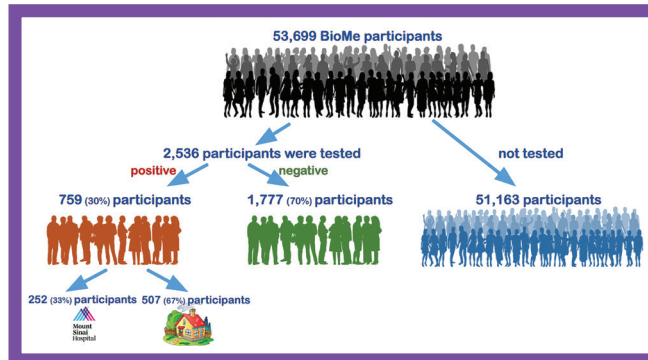 53,699 BioMe participants
2,536 participants were tested
not tested
positive
negative
759 (30%) participants
1,777 (70%) participants
51,163 participants
252 (33%) participants
507 (67%) participants
Mount
Sinai
Hospital